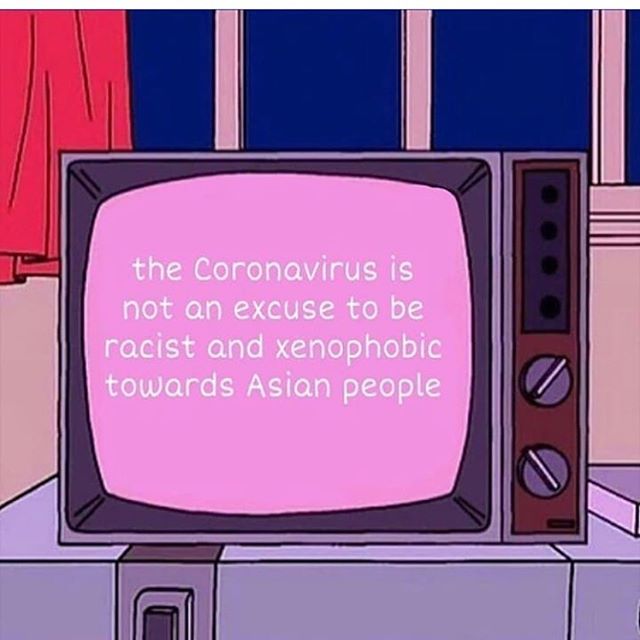 the Coronavirus is
not an excuse to be
racist and xenophobic
towards Asian people